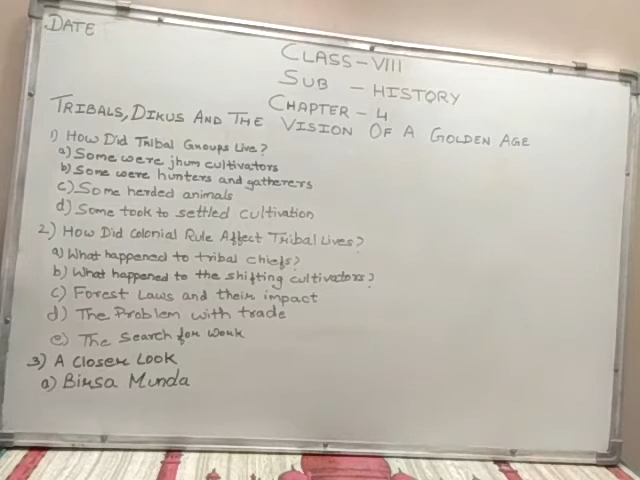 DATE
CLASS-VIII
SUB - HISTORY
CHAPTER - 4
TRIBALS, DIKUS AND THE VISION OF A GOLDEN AGE
1) How Did Tribal Groups Live?
a) Some were jhum cultivators
b) Some were hunters and gatherers
c) Some herded animals
d) Some took to settled cultivation
2) How Did Colonial Rule Affect Tribal Lives?
a) What happened to tribal chiefs?
b) What happened to the shifting cultivators?
c) Forest Laws and their impact
d) The Problem with trade
e) The Search for Work
3) A Closer Look
a) Birsa Munda